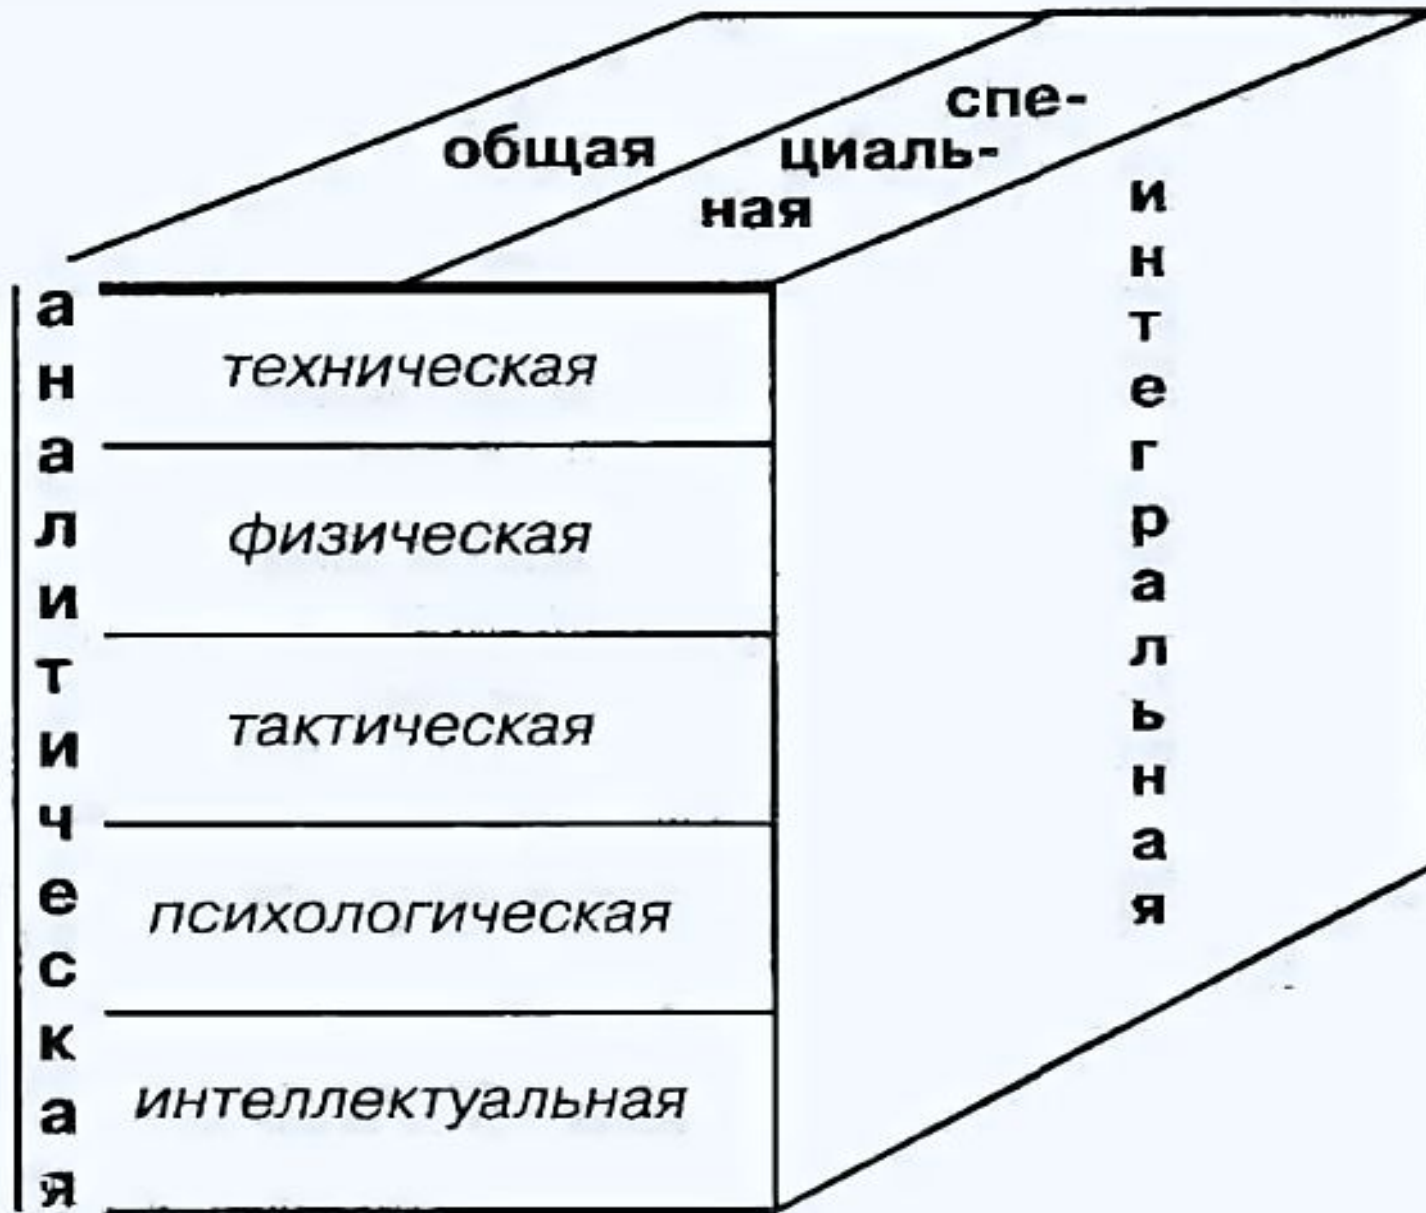 общая
спе-
циаль-
ная
аналитическая
техническая
физическая
тактическая
психологическая
интеллектуальная
интегральная